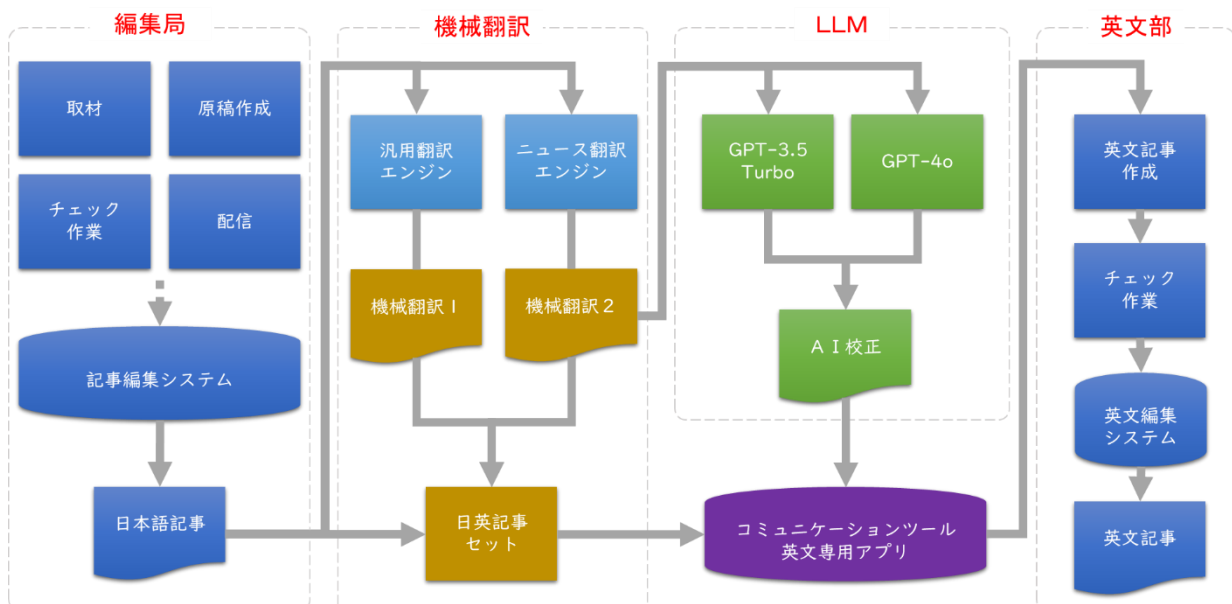 編集局
取材
原稿作成
チェック
作業
配信
記事編集システム
日本語記事
機械翻訳
汎用翻訳
エンジン
ニュース翻訳
エンジン
機械翻訳1
機械翻訳2
日英記事
セット
LLM
GPT-3.5
Turbo
GPT-4o
AI校正
コミュニケーションツール
英文専用アプリ
英文部
英文記事
作成
チェック
作業
英文編集
システム
英文記事